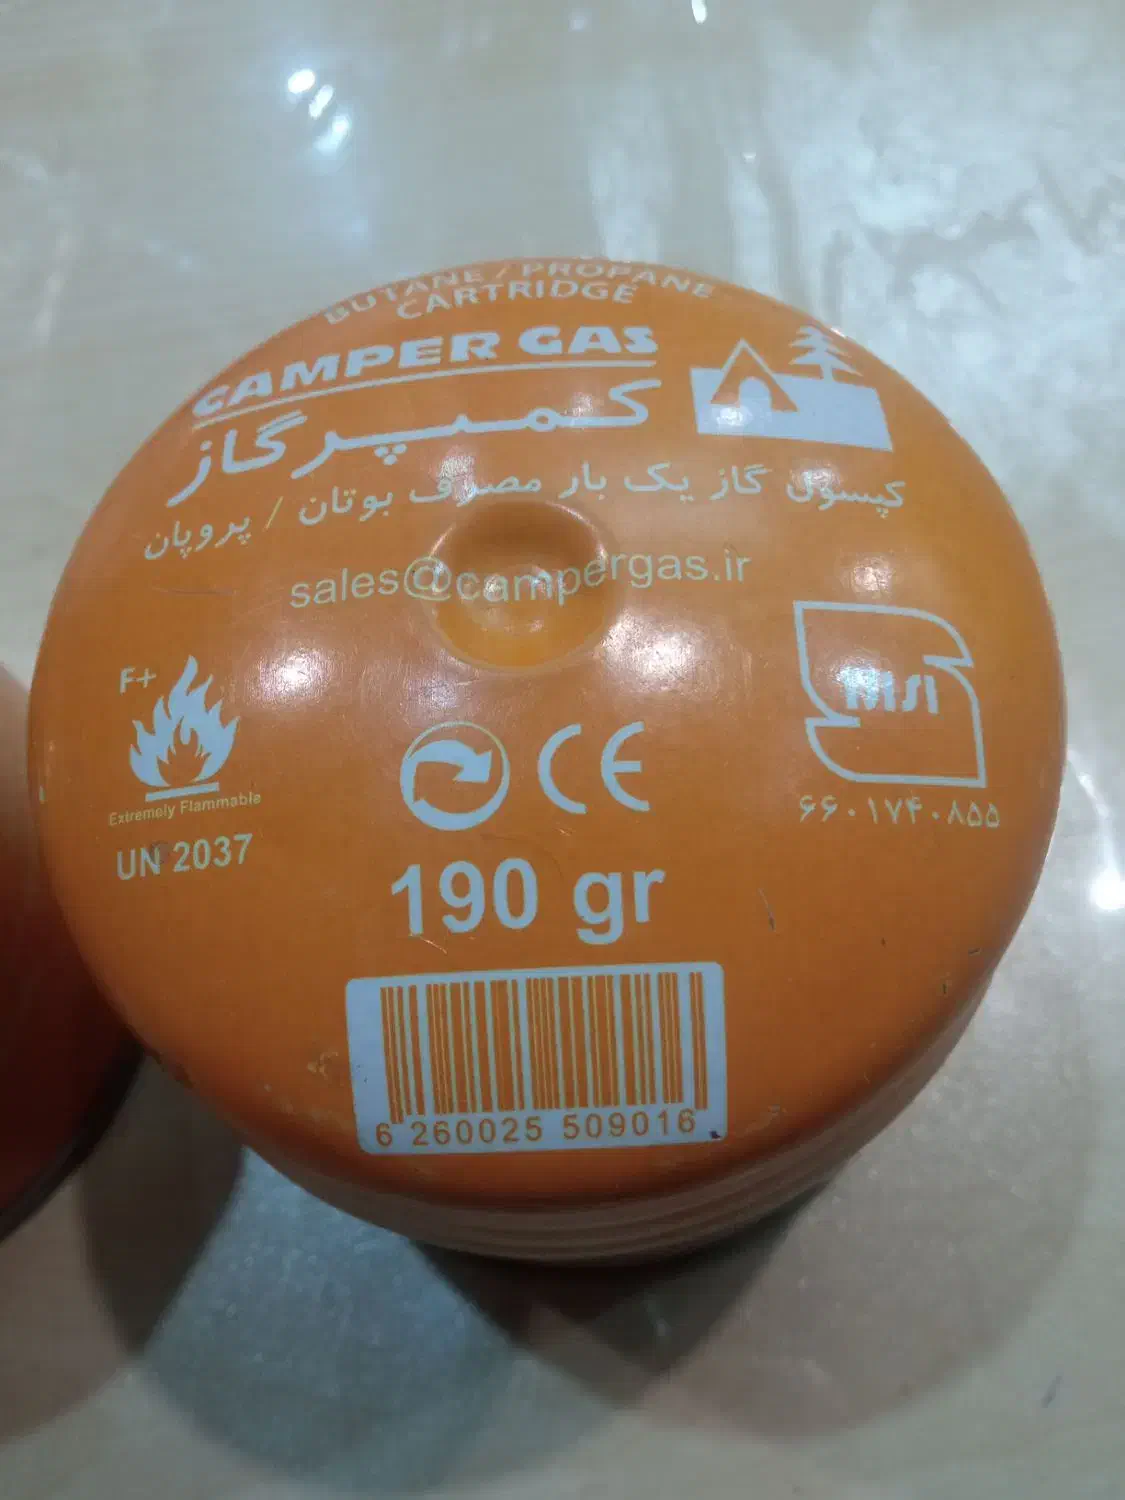 BUTANE / PROPANE
CARTRIDGE
CAMPER GAS
کمپرگاز
کپسول گاز یک بار مصرف بوتان / پروپان
sales@campergas.ir
F+
Extremely Flammable
UN 2037
CE
۶۶۰۱۷۴۰۸۵۵
190 gr
6 260025 509016